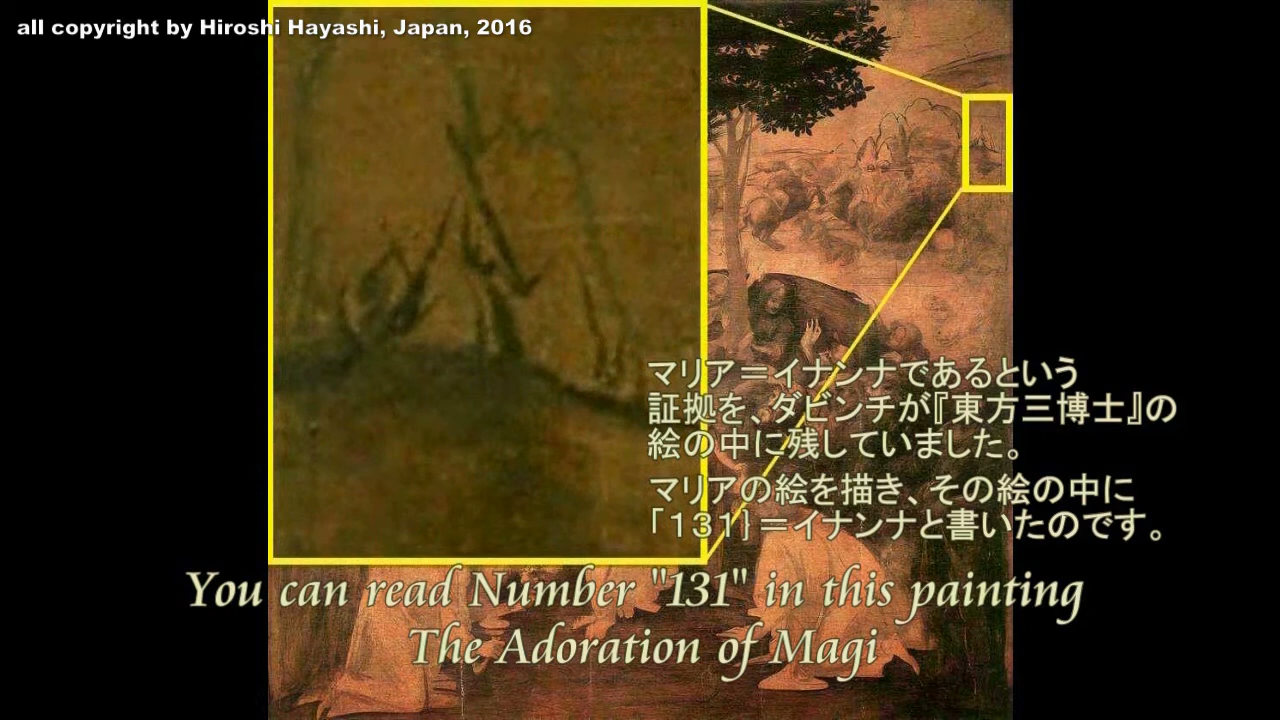 all copyright by Hiroshi Hayashi, Japan, 2016
マリア＝イナンナであるという
証拠を、ダビンチが『東方三博士』の
絵の中に残していました。
マリアの絵を描き、その絵の中に
「１３１}＝イナンナと書いたのです。
You can read Number "131" in this painting
The Adoration of Magi